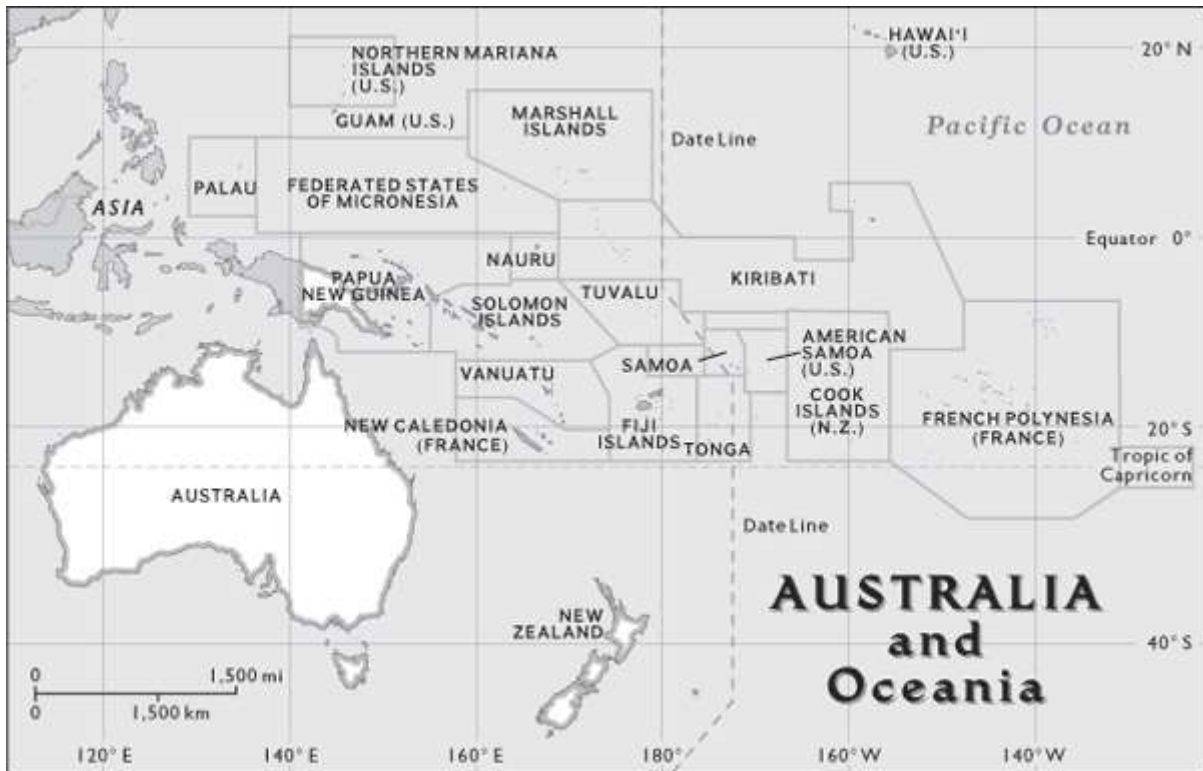 HAWAI‘I
(U.S.)
20° N
NORTHERN MARIANA
ISLANDS
(U.S.)
GUAM (U.S.)
MARSHALL
ISLANDS
Date Line
Pacific Ocean
PALAU
FEDERATED STATES
OF MICRONESIA
ASIA
Equator 0°
NAURU
KIRIBATI
PAPUA
NEW GUINEA
TUVALU
SOLOMON
ISLANDS
SAMOA
AMERICAN
SAMOA
(U.S.)
VANUATU
COOK
ISLANDS
(N.Z.)
NEW CALEDONIA
(FRANCE)
FIJI
ISLANDS
TONGA
FRENCH POLYNESIA
(FRANCE)
20° S
Tropic of
Capricorn
AUSTRALIA
Date Line
AUSTRALIA
and
Oceania
NEW
ZEALAND
40° S
0 1,500 mi
0 1,500 km
120° E 140° E 160° E 180° 160° W 140° W